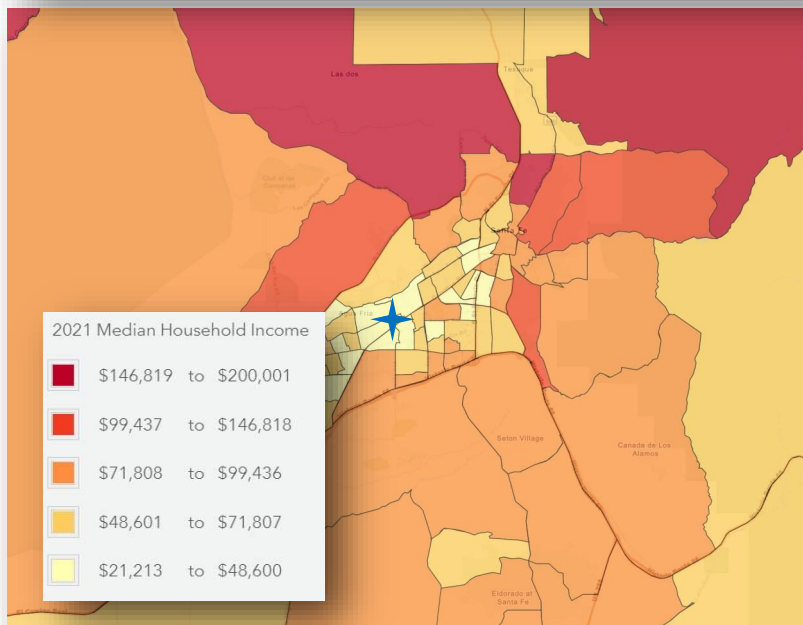 Las dos
Tesuque
Santa Fe
Agua Fria
2021 Median Household Income
$146,819 to $200,001
$99,437 to $146,818
$71,808 to $99,436
$48,601 to $71,807
$21,213 to $48,600
Seton Village
Canada de Los
Alamos
Eldorado at
Santa Fe